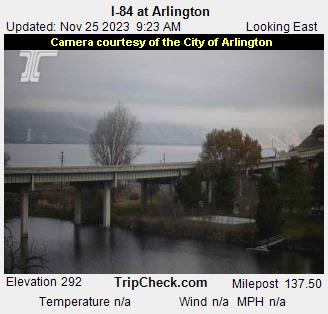 I-84 at Arlington
Updated: Nov 25 2023 9:23 AM Looking East
Camera courtesy of the City of Arlington
Elevation 292 TripCheck.com Milepost 137.50
Temperature n/a Wind n/a MPH n/a